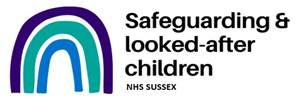 Safeguarding &
looked-after
children
NHS SUSSEX